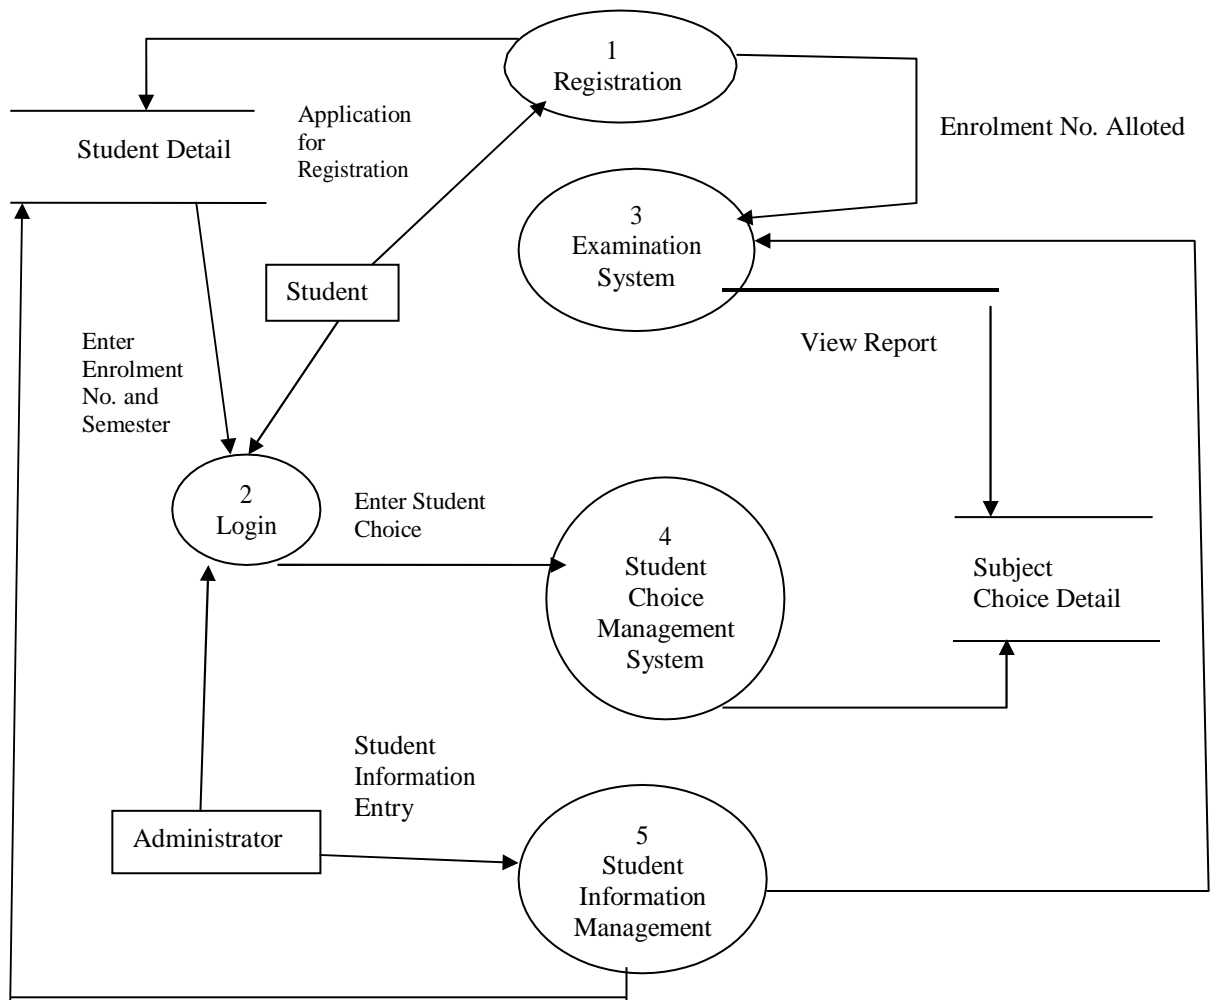 1
Registration
Application
for
Registration
Enrolment No. Alloted
Student Detail
3
Examination
System
Student
Enter
Enrolment
No. and
Semester
View Report
2
Login
Enter Student
Choice
4
Student
Choice
Management
System
Subject
Choice Detail
Student
Information
Entry
Administrator
5
Student
Information
Management